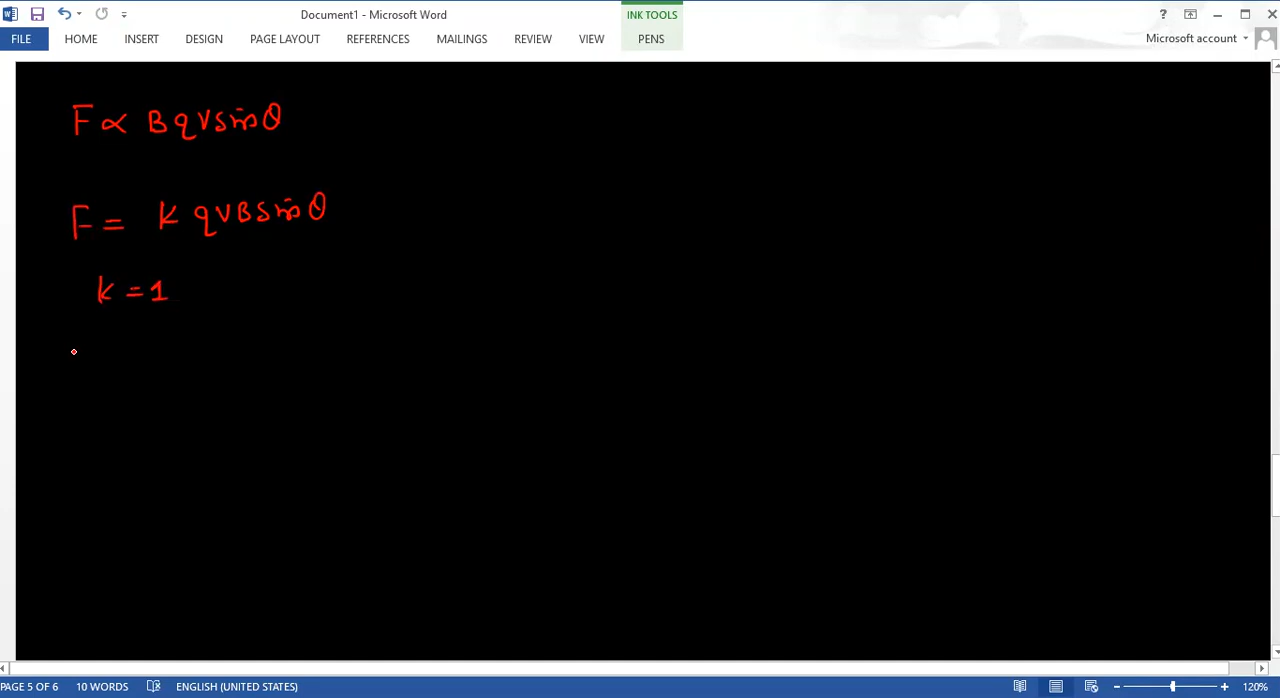 Document1 - Microsoft Word
INK TOOLS
?
FILE HOME INSERT DESIGN PAGE LAYOUT REFERENCES MAILINGS REVIEW VIEW PENS
Microsoft account
F ∝ BqVsinθ
F = K qVBsinθ
K = 1
PAGE 5 OF 6 10 WORDS ENGLISH (UNITED STATES) 120%